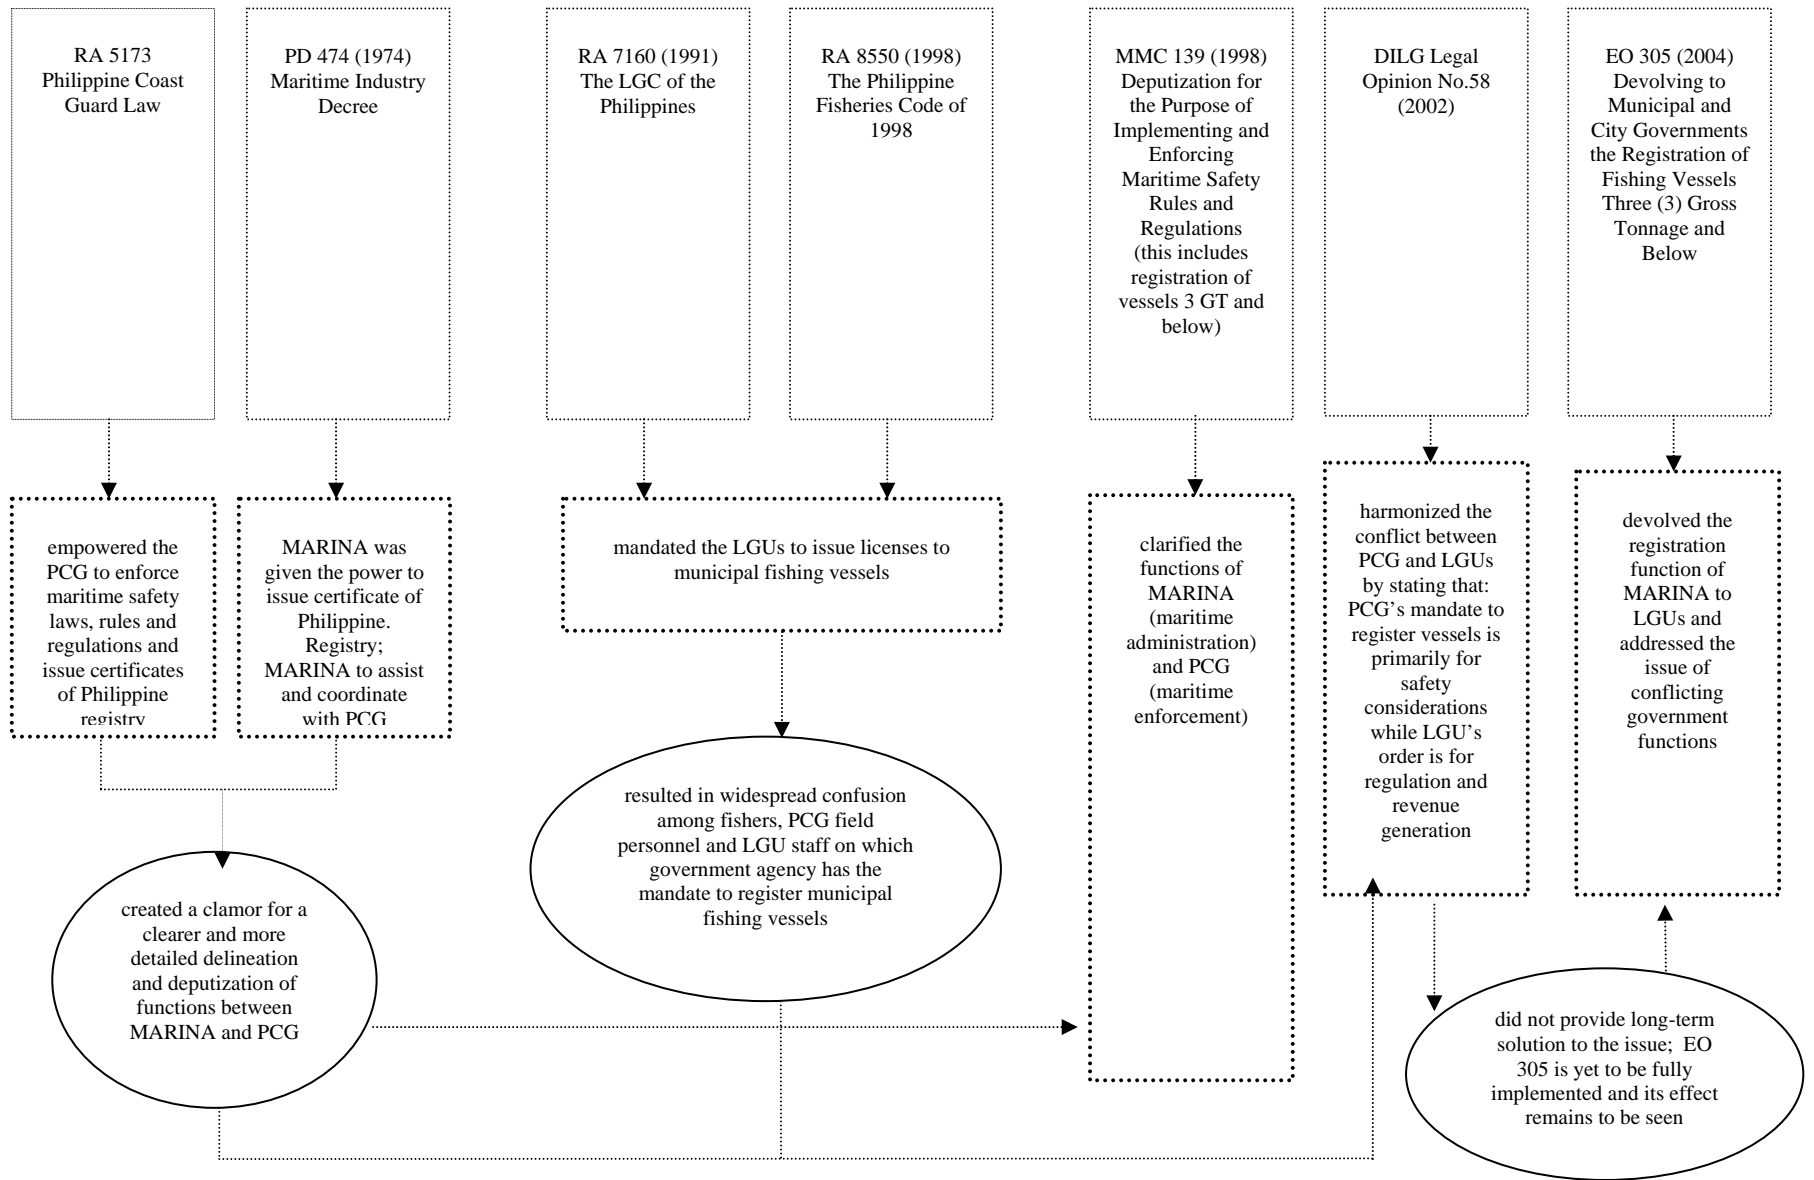 RA 5173
Philippine Coast
Guard Law
PD 474 (1974)
Maritime Industry
Decree
RA 7160 (1991)
The LGC of the
Philippines
RA 8550 (1998)
The Philippine
Fisheries Code of
1998
MMC 139 (1998)
Deputization for
the Purpose of
Implementing and
Enforcing
Maritime Safety
Rules and
Regulations
(this includes
registration of
vessels 3 GT and
below)
DILG Legal
Opinion No.58
(2002)
EO 305 (2004)
Devolving to
Municipal and
City Governments
the Registration of
Fishing Vessels
Three (3) Gross
Tonnage and
Below
empowered the
PCG to enforce
maritime safety
laws, rules and
regulations and
issue certificates
of Philippine
registry
MARINA was
given the power to
issue certificate of
Philippine.
Registry;
MARINA to assist
and coordinate
with PCG
mandated the LGUs to issue licenses to
municipal fishing vessels
clarified the
functions of
MARINA
(maritime
administration)
and PCG
(maritime
enforcement)
harmonized the
conflict between
PCG and LGUs
by stating that:
PCG’s mandate to
register vessels is
primarily for
safety
considerations
while LGU’s
order is for
regulation and
revenue
generation
devolved the
registration
function of
MARINA to
LGUs and
addressed the
issue of
conflicting
government
functions
created a clamor for a
clearer and more
detailed delineation
and deputization of
functions between
MARINA and PCG
resulted in widespread confusion
among fishers, PCG field
personnel and LGU staff on which
government agency has the
mandate to register municipal
fishing vessels
did not provide long-term
solution to the issue;  EO
305 is yet to be fully
implemented and its effect
remains to be seen